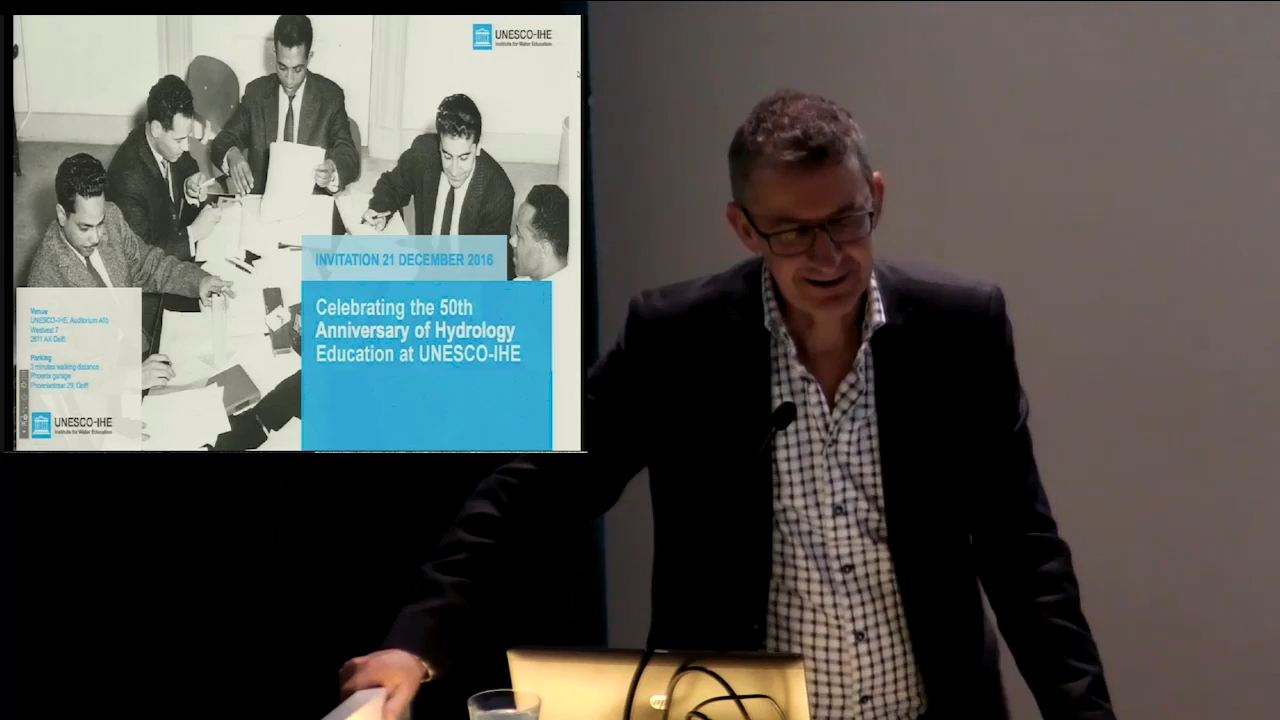 UNESCO-IHE
Institute for Water Education
INVITATION 21 DECEMBER 2016
Celebrating the 50th
Anniversary of Hydrology
Education at UNESCO-IHE
Venue
UNESCO-IHE, Auditorium A1b
Westvest 7
2611 AX Delft
Parking
2 minutes walking distance
Phoenix garage
Phoenixstraat 29, Delft
UNESCO-IHE
Institute for Water Education
hp